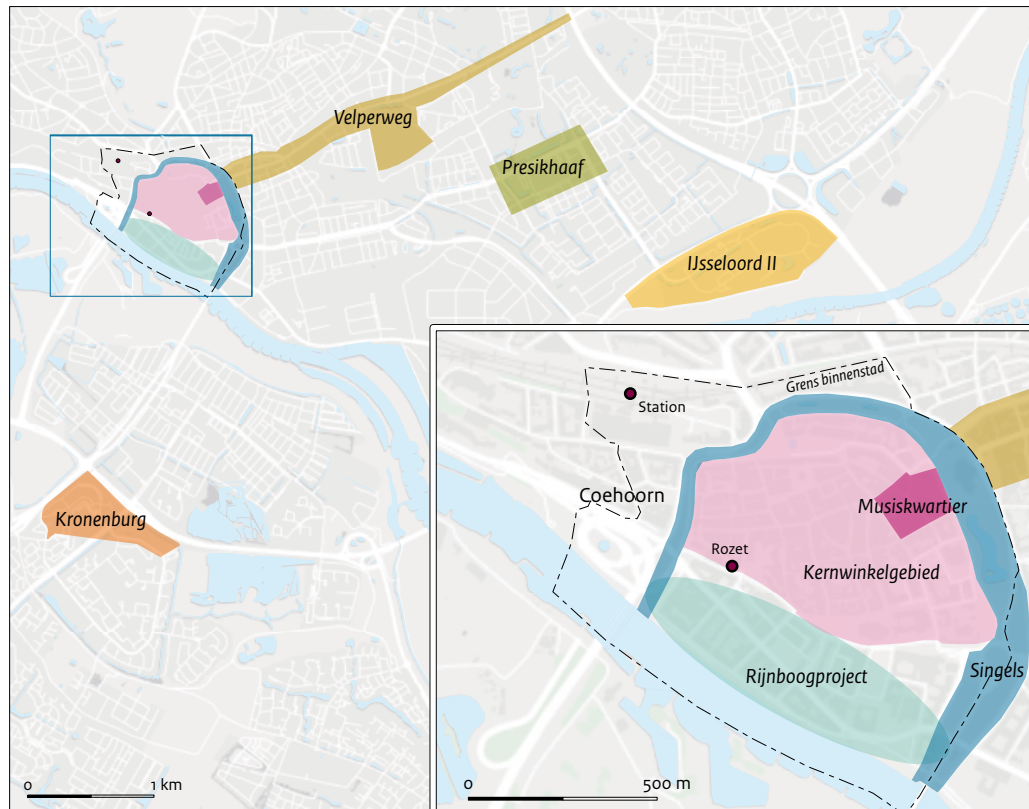 Velperweg
Presikhaaf
IJsseloord II
Kronenburg
0 1 km
Grens binnenstad
Station
Coehoorn
Musiskwartier
Rozet
Kernwinkelgebied
Rijnboogproject
Singels
0 500 m